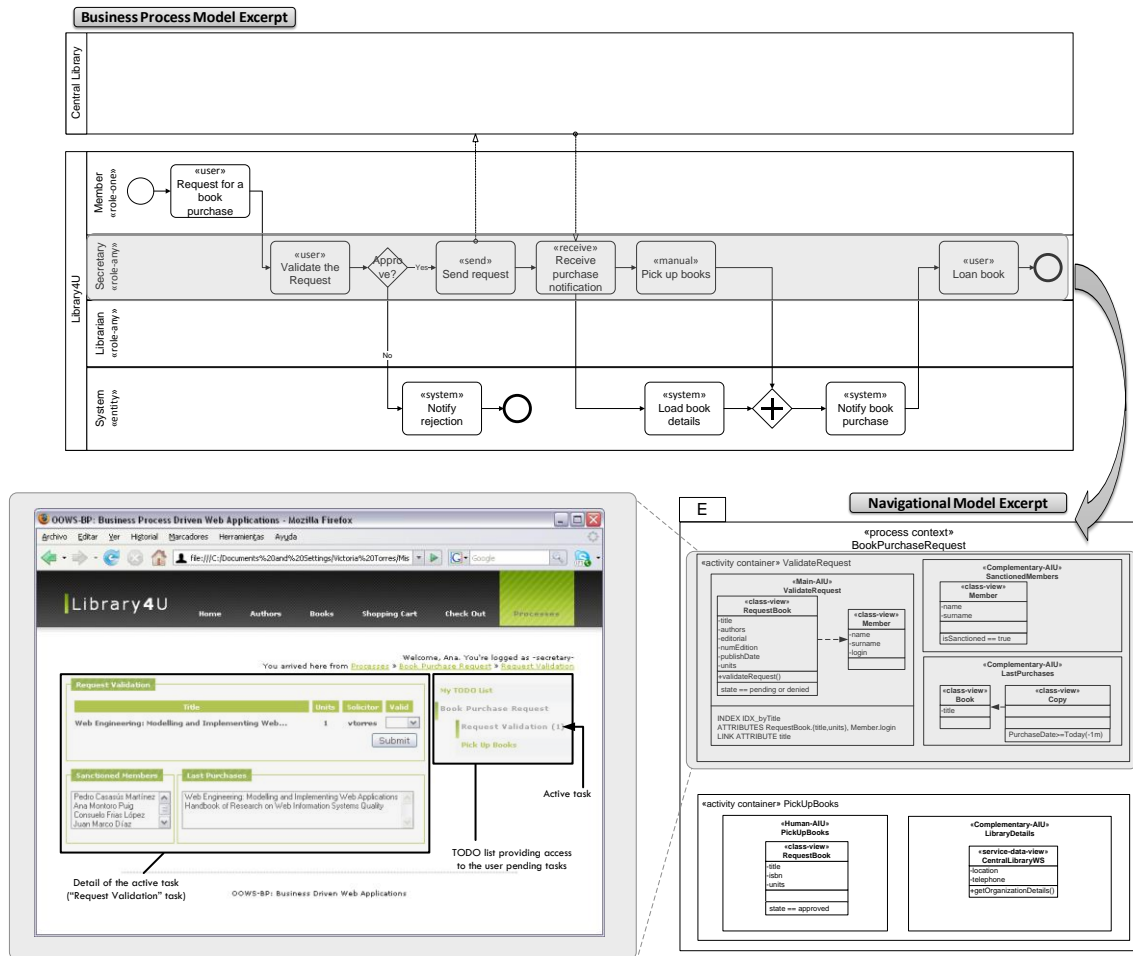 Business Process Model Excerpt
Central Library
Library4U
Member
«role-one»
«user»
Request for a
book
purchase
Secretary
«role-any»
«user»
Validate the
Request
Appro
ve?
Yes
«send»
Send request
«receive»
Receive
purchase
notification
«manual»
Pick up books
«user»
Loan book
Librarian
«role-any»
No
System
«entity»
«system»
Notify
rejection
«system»
Load book
details
«system»
Notify book
purchase
OOWS-BP: Business Process Driven Web Applications - Mozilla Firefox
Archivo Editar Ver Historial Marcadores Herramientas Ayuda
file:///C:/Documents%20and%20Settings/Victoria%20Torres/Mis
Google
Library4U
Home Authors Books Shopping Cart Check Out Processes
Welcome, Ana. You're logged as -secretary-
You arrived here from Processes » Book Purchase Request » Request Validation
Request Validation
Title Units Solicitor Valid
Web Engineering: Modelling and Implementing Web... 1 vtorres
Submit
Sanctioned Members
Pedro Casasús Martínez
Ana Montoro Puig
Consuelo Frias López
Juan Marco Díaz
Last Purchases
Web Engineering: Modelling and Implementing Web Applications
Handbook of Research on Web Information Systems Quality
My TODO List
Book Purchase Request
Request Validation (1)
Pick Up Books
Active task
TODO list providing access
to the user pending tasks
Detail of the active task
("Request Validation" task)
OOWS-BP: Business Driven Web Applications
E
Navigational Model Excerpt
«process context»
BookPurchaseRequest
«activity container» ValidateRequest
«Main-AIU»
ValidateRequest
«class-view»
RequestBook
-title
-authors
-editorial
-numEdition
-publishDate
-units
+validateRequest()
state == pending or denied
«class-view»
Member
-name
-surname
-login
INDEX IDX_byTitle
ATTRIBUTES RequestBook.(title,units), Member.login
LINK ATTRIBUTE title
«Complementary-AIU»
SanctionedMembers
«class-view»
Member
-name
-surname
isSanctioned == true
«Complementary-AIU»
LastPurchases
«class-view»
Book
-title
«class-view»
Copy
PurchaseDate>=Today(-1m)
«activity container» PickUpBooks
«Human-AIU»
PickUpBooks
«class-view»
RequestBook
-title
-isbn
-units
state == approved
«Complementary-AIU»
LibraryDetails
«service-data-view»
CentralLibraryWS
-location
-telephone
+getOrganizationDetails()